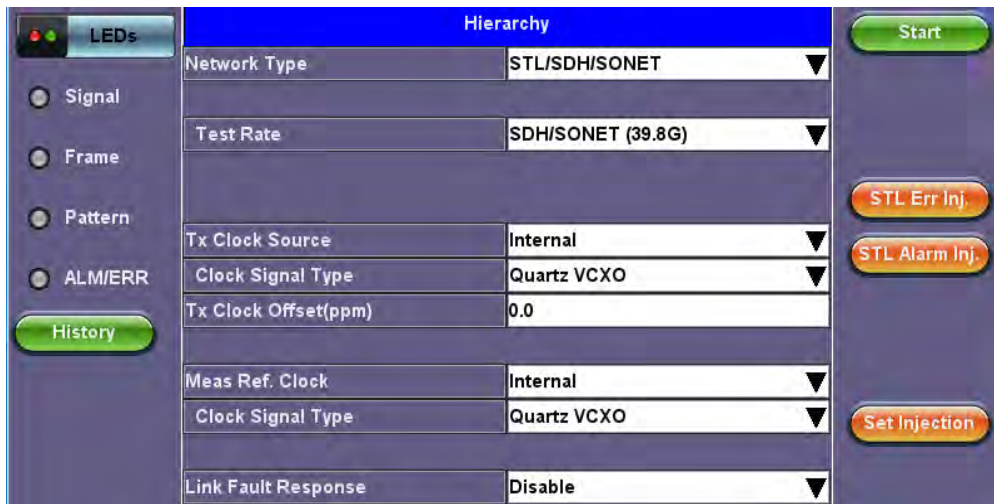 LEDs
Signal
Frame
Pattern
ALM/ERR
History
Hierarchy
Network Type STL/SDH/SONET
Test Rate SDH/SONET (39.8G)
Tx Clock Source Internal
Clock Signal Type Quartz VCXO
Tx Clock Offset(ppm) 0.0
Meas Ref. Clock Internal
Clock Signal Type Quartz VCXO
Link Fault Response Disable
Start
STL Err Inj.
STL Alarm Inj.
Set Injection